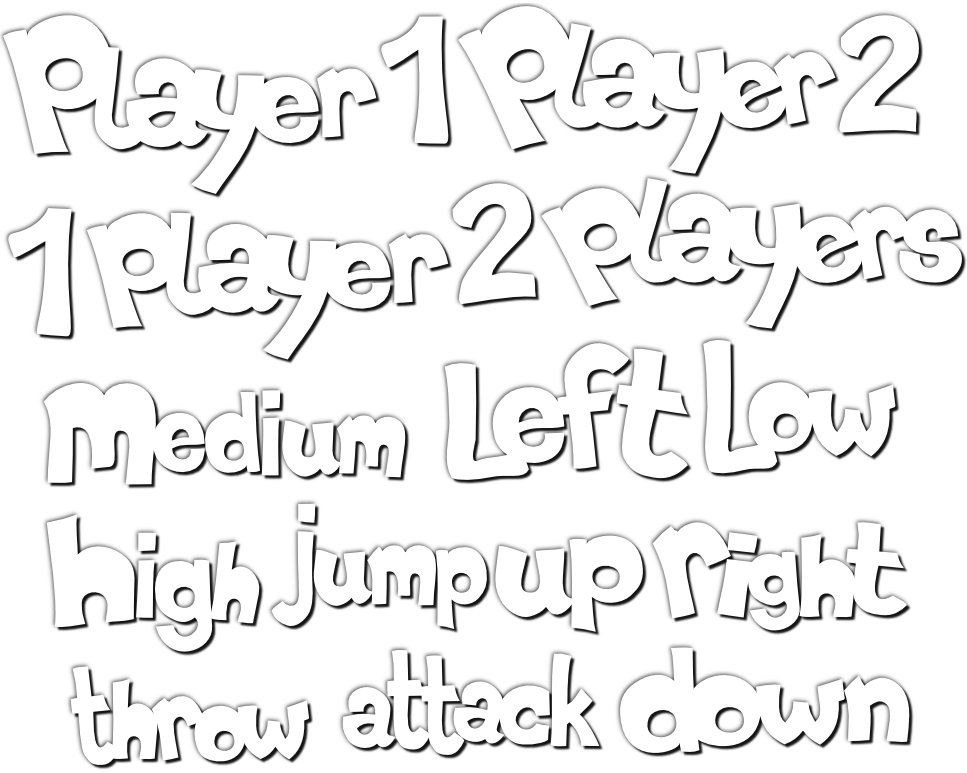 Player 1 Player 2
1 Player 2 Players
medium Left Low
high jump up right
throw attack down